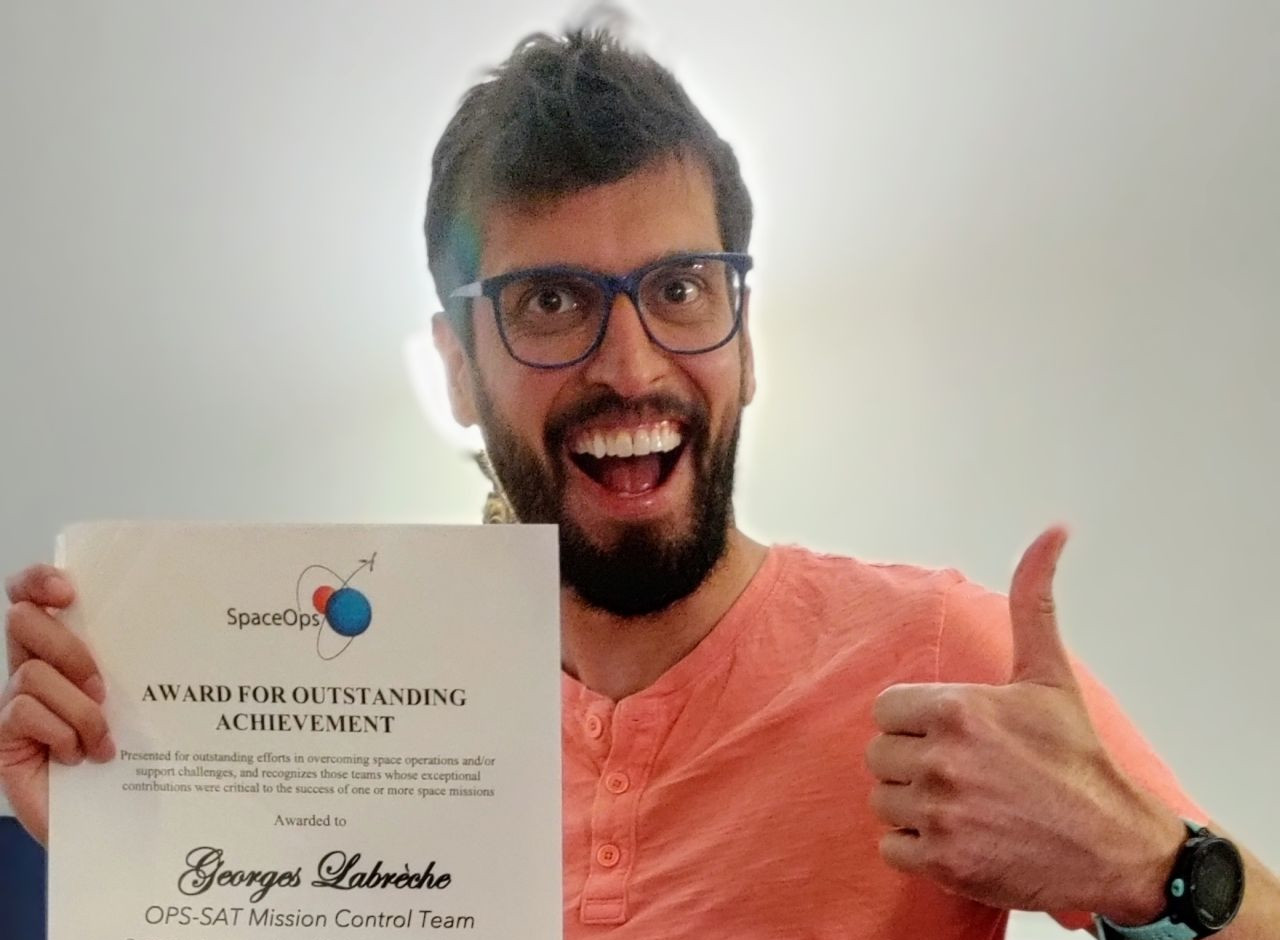 SpaceOps
AWARD FOR OUTSTANDING
ACHIEVEMENT
Presented for outstanding efforts in overcoming space operations and/or
support challenges, and recognizes those teams whose exceptional
contributions were critical to the success of one or more space missions
Awarded to
Georges Labrèche
OPS-SAT Mission Control Team